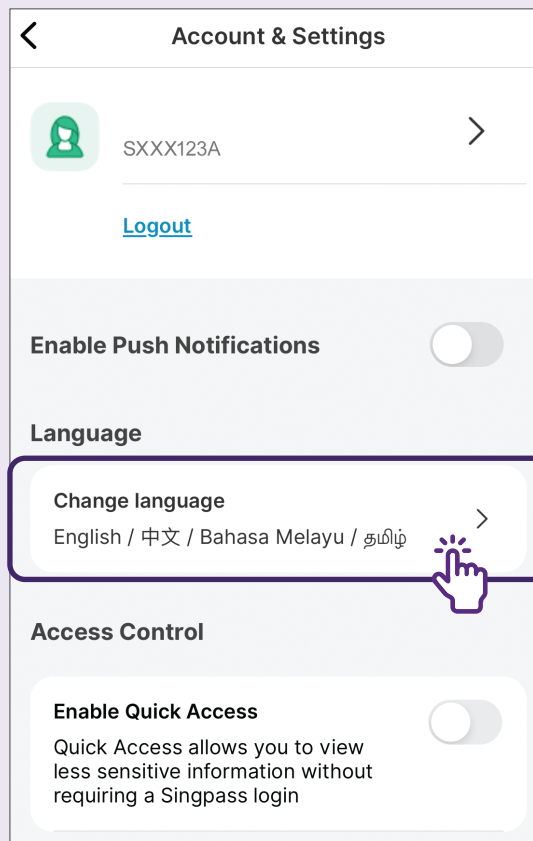 Account & Settings
SXXX123A
Logout
Enable Push Notifications
Language
Change language
English / 中文 / Bahasa Melayu / தமிழ்
Access Control
Enable Quick Access
Quick Access allows you to view
less sensitive information without
requiring a Singpass login